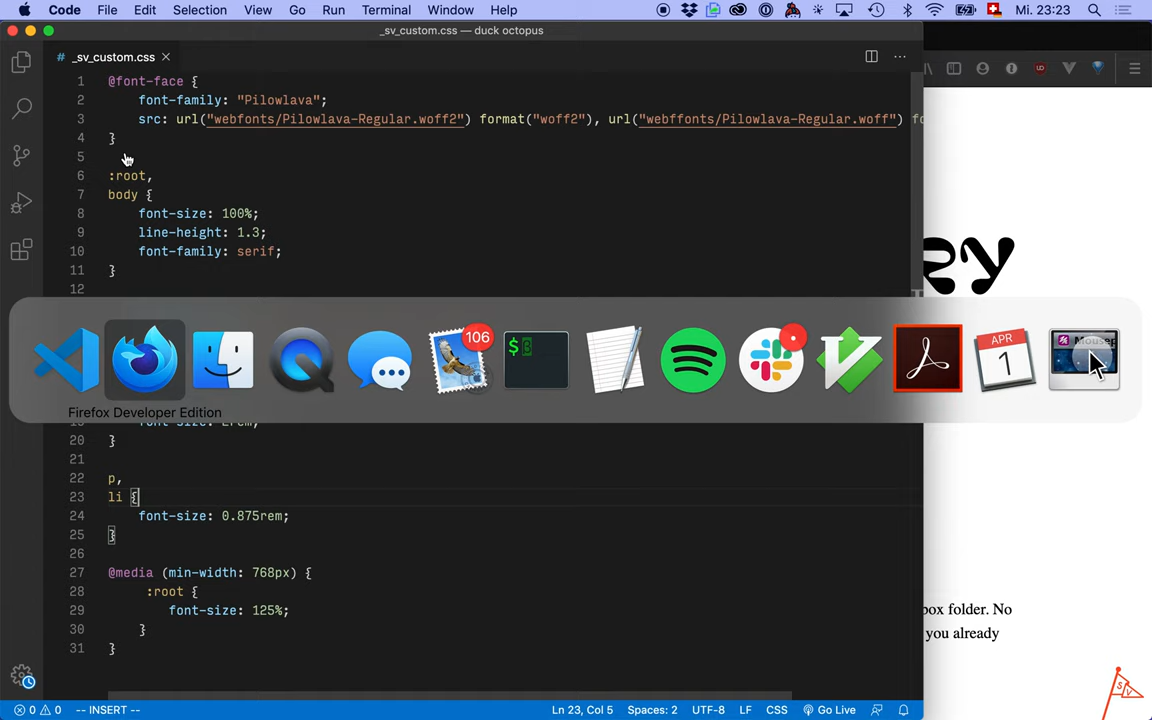 Code File Edit Selection View Go Run Terminal Window Help Mi. 23:23
_sv_custom.css — duck octopus
# _sv_custom.css
1 @font-face {
2 font-family: "Pilowlava";
3 src: url("webfonts/Pilowlava-Regular.woff2") format("woff2"), url("webffonts/Pilowlava-Regular.woff") fo
4 }
5
6 :root,
7 body {
8 font-size: 100%;
9 line-height: 1.3;
10 font-family: serif;
11 }
12
ry
106
$
APR
1
Mousep
Firefox Developer Edition
20 }
21
22 p,
23 li {
24 font-size: 0.875rem;
25 }
26
27 @media (min-width: 768px) {
28 :root {
29 font-size: 125%;
30 }
31 }
box folder. No
you already
SV
0 0 -- INSERT -- Ln 23, Col 5 Spaces: 2 UTF-8 LF CSS Go Live